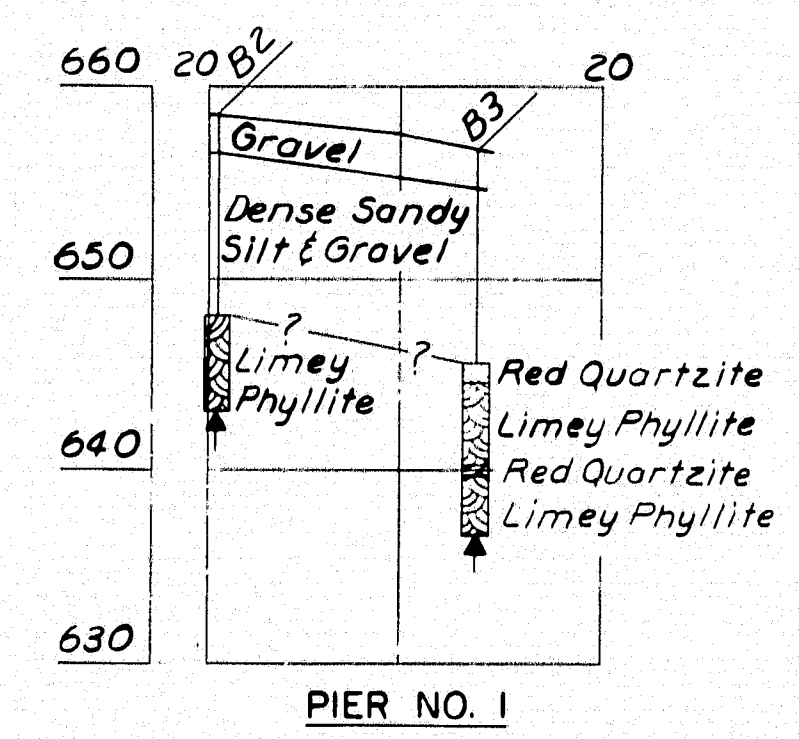 660 20 B2 20
B3
Gravel
Dense Sandy
Silt & Gravel
650
?
?
Limey
Phyllite
Red Quartzite
Limey Phyllite
640
Red Quartzite
Limey Phyllite
630
PIER NO. 1